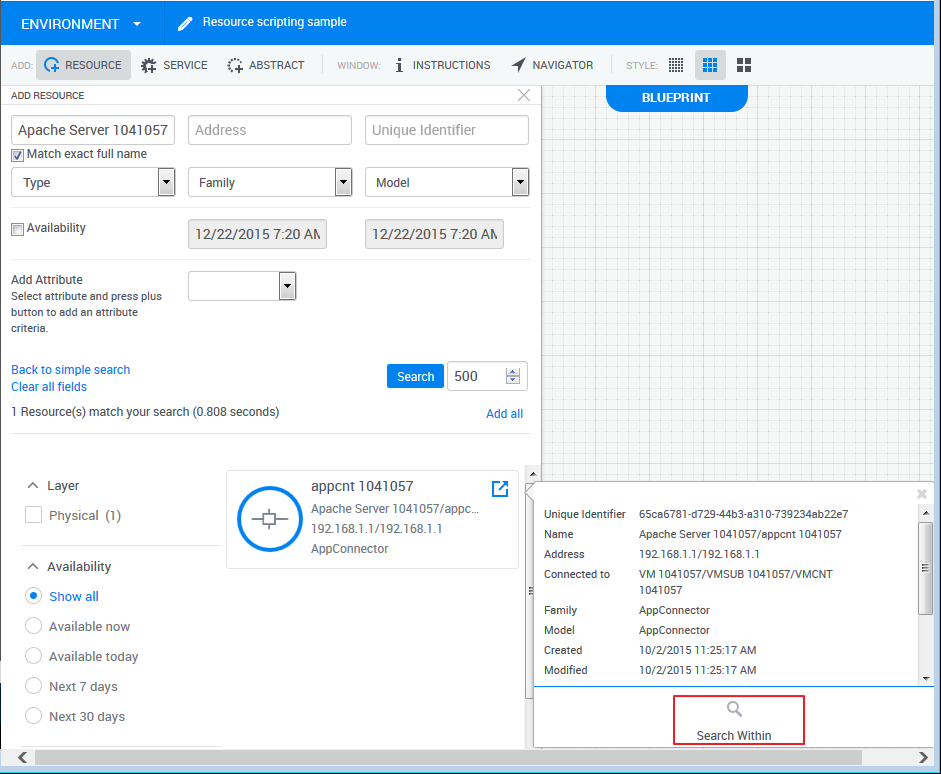 ENVIRONMENT
Resource scripting sample
ADD: RESOURCE SERVICE ABSTRACT WINDOW: INSTRUCTIONS NAVIGATOR STYLE:
ADD RESOURCE
BLUEPRINT
Apache Server 1041057 Address Unique Identifier
Match exact full name
Type Family Model
Availability 12/22/2015 7:20 AM 12/22/2015 7:20 AM
Add Attribute
Select attribute and press plus
button to add an attribute
criteria.
Back to simple search
Clear all fields
Search 500
1 Resource(s) match your search (0.808 seconds)
Add all
Layer
Physical (1)
Availability
Show all
Available now
Available today
Next 7 days
Next 30 days
appcnt 1041057
Apache Server 1041057/appc...
192.168.1.1/192.168.1.1
AppConnector
Unique Identifier 65ca6781-d729-44b3-a310-739234ab22e7
Name Apache Server 1041057/appcnt 1041057
Address 192.168.1.1/192.168.1.1
Connected to VM 1041057/VMSUB 1041057/VMCNT
1041057
Family AppConnector
Model AppConnector
Created 10/2/2015 11:25:17 AM
Modified 10/2/2015 11:25:17 AM
Search Within